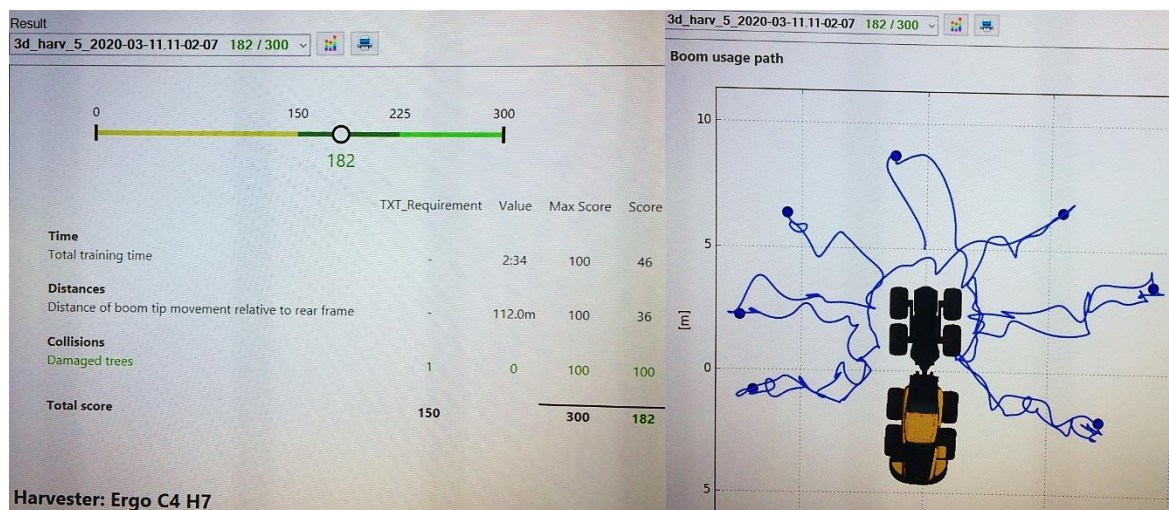 Result
3d_harv_5_2020-03-11.11-02-07 182 / 300
0 150 225 300
182
TXT_Requirement Value Max Score Score
Time
Total training time - 2:34 100 46
Distances
Distance of boom tip movement relative to rear frame - 112.0m 100 36
Collisions
Damaged trees 1 0 100 100
Total score 150 300 182
Harvester: Ergo C4 H7
3d_harv_5_2020-03-11.11-02-07 182 / 300
Boom usage path
10
5
[m]
0
5